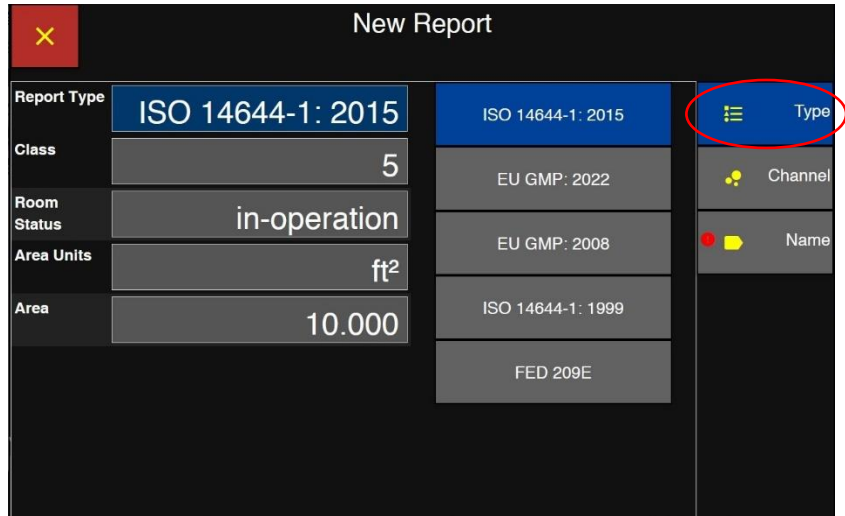 New Report
Report Type
ISO 14644-1: 2015
Class
5
Room
Status
in-operation
Area Units
ft²
Area
10.000
ISO 14644-1: 2015
EU GMP: 2022
EU GMP: 2008
ISO 14644-1: 1999
FED 209E
Type
Channel
Name